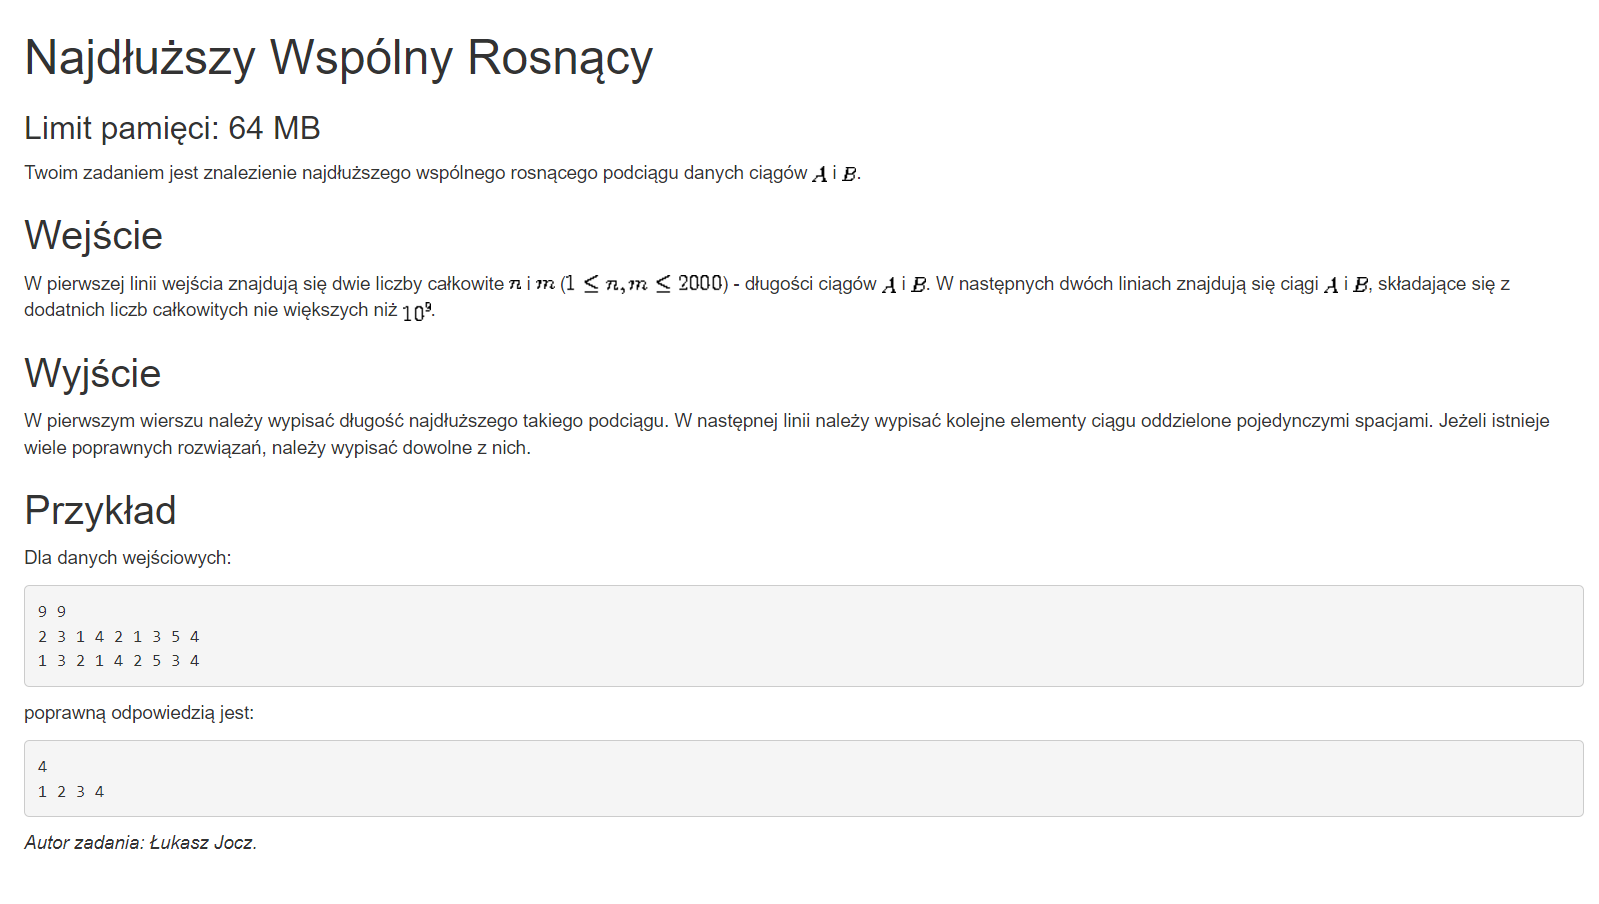 Najdłuższy Wspólny Rosnący
Limit pamięci: 64 MB
Twoim zadaniem jest znalezienie najdłuższego wspólnego rosnącego podciągu danych ciągów A i B.
Wejście
W pierwszej linii wejścia znajdują się dwie liczby całkowite n i m (1 ≤ n, m ≤ 2000) - długości ciągów A i B. W następnych dwóch liniach znajdują się ciągi A i B, składające się z
dodatnich liczb całkowitych nie większych niż 10⁹.
Wyjście
W pierwszym wierszu należy wypisać długość najdłuższego takiego podciągu. W następnej linii należy wypisać kolejne elementy ciągu oddzielone pojedynczymi spacjami. Jeżeli istnieje
wiele poprawnych rozwiązań, należy wypisać dowolne z nich.
Przykład
Dla danych wejściowych:
9 9
2 3 1 4 2 1 3 5 4
1 3 2 1 4 2 5 3 4
poprawną odpowiedzią jest:
4
1 2 3 4
Autor zadania: Łukasz Jocz.